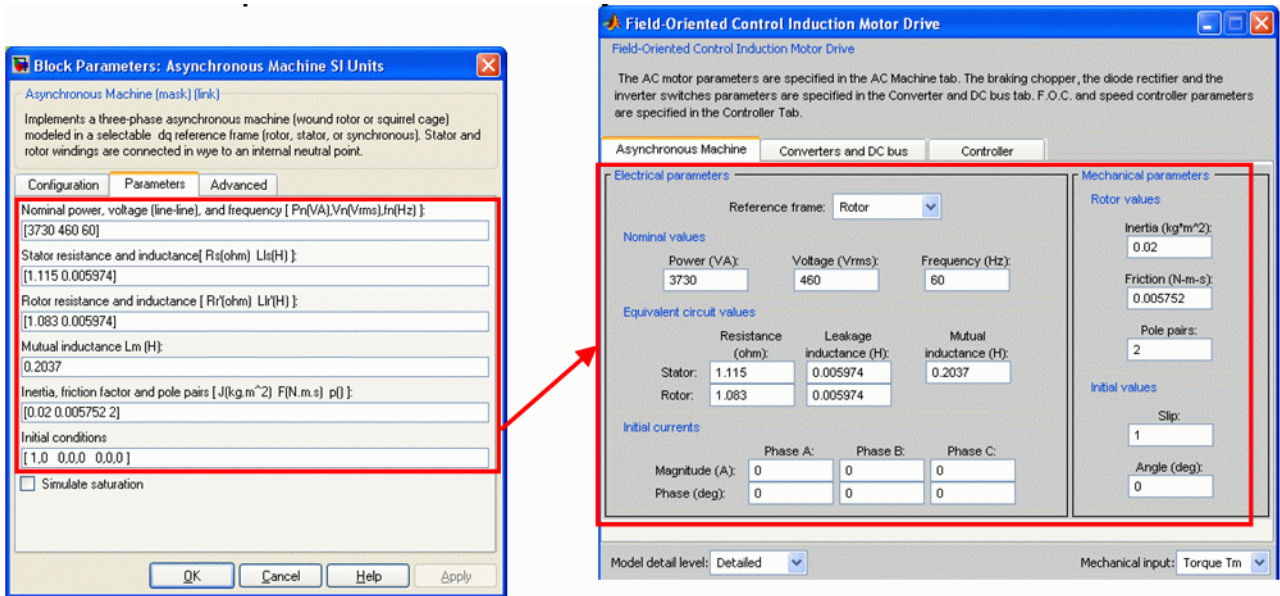 Block Parameters: Asynchronous Machine SI Units
Asynchronous Machine (mask) (link)
Implements a three-phase asynchronous machine (wound rotor or squirrel cage)
modeled in a selectable dq reference frame (rotor, stator, or synchronous). Stator and
rotor windings are connected in wye to an internal neutral point.
Configuration Parameters Advanced
Nominal power, voltage (line-line), and frequency [ Pn(VA),Vn(Vrms),fn(Hz) ]:
[3730 460 60]
Stator resistance and inductance[ Rs(ohm) Lls(H) ]:
[1.115 0.005974]
Rotor resistance and inductance [ Rr'(ohm) Llr'(H) ]:
[1.083 0.005974]
Mutual inductance Lm (H):
0.2037
Inertia, friction factor and pole pairs [ J(kg.m^2) F(N.m.s) p() ]:
[0.02 0.005752 2]
Initial conditions
[ 1,0 0,0,0 0,0,0 ]
Simulate saturation
OK Cancel Help Apply
Field-Oriented Control Induction Motor Drive
Field-Oriented Control Induction Motor Drive
The AC motor parameters are specified in the AC Machine tab. The braking chopper, the diode rectifier and the
inverter switches parameters are specified in the Converter and DC bus tab. F.O.C. and speed controller parameters
are specified in the Controller Tab.
Asynchronous Machine Converters and DC bus Controller
Electrical parameters
Reference frame: Rotor
Nominal values
Power (VA): Voltage (Vrms): Frequency (Hz):
3730 460 60
Equivalent circuit values
Resistance Leakage Mutual
(ohm): inductance (H): inductance (H):
Stator: 1.115 0.005974 0.2037
Rotor: 1.083 0.005974
Initial currents
Phase A: Phase B: Phase C:
Magnitude (A): 0 0 0
Phase (deg): 0 0 0
Mechanical parameters
Rotor values
Inertia (kg*m^2):
0.02
Friction (N-m-s):
0.005752
Pole pairs:
2
Initial values
Slip:
1
Angle (deg):
0
Model detail level: Detailed Mechanical input: Torque Tm